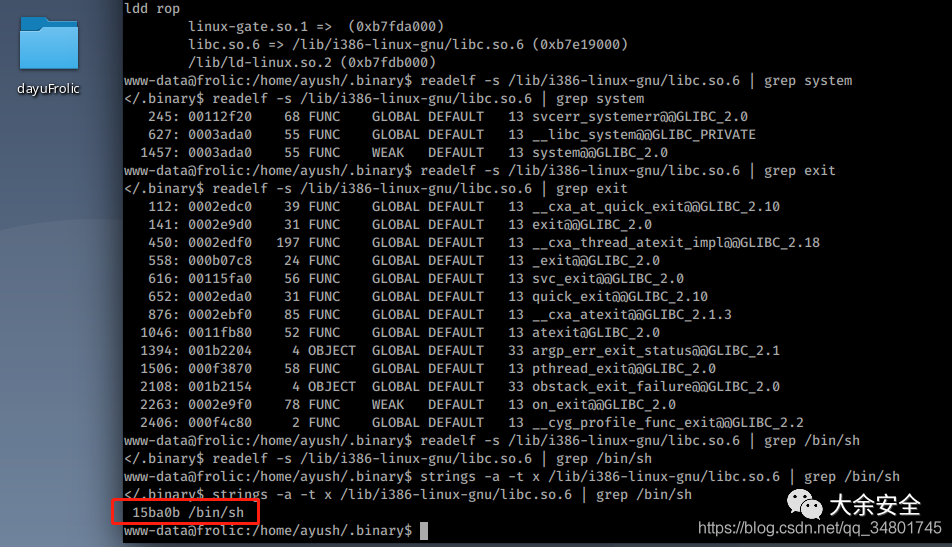 dayuFrolic
ldd rop
linux-gate.so.1 =>  (0xb7fda000)
libc.so.6 => /lib/i386-linux-gnu/libc.so.6 (0xb7e19000)
/lib/ld-linux.so.2 (0xb7fdb000)
www-data@frolic:/home/ayush/.binary$ readelf -s /lib/i386-linux-gnu/libc.so.6 | grep system
</.binary$ readelf -s /lib/i386-linux-gnu/libc.so.6 | grep system
245: 00112f20    68 FUNC    GLOBAL DEFAULT   13 svcerr_systemerr@@GLIBC_2.0
627: 0003ada0    55 FUNC    GLOBAL DEFAULT   13 __libc_system@@GLIBC_PRIVATE
1457: 0003ada0    55 FUNC    WEAK   DEFAULT   13 system@@GLIBC_2.0
www-data@frolic:/home/ayush/.binary$ readelf -s /lib/i386-linux-gnu/libc.so.6 | grep exit
</.binary$ readelf -s /lib/i386-linux-gnu/libc.so.6 | grep exit
112: 0002edc0    39 FUNC    GLOBAL DEFAULT   13 __cxa_at_quick_exit@@GLIBC_2.10
141: 0002e9d0    31 FUNC    GLOBAL DEFAULT   13 exit@@GLIBC_2.0
450: 0002edf0   197 FUNC    GLOBAL DEFAULT   13 __cxa_thread_atexit_impl@@GLIBC_2.18
558: 000b07c8    24 FUNC    GLOBAL DEFAULT   13 _exit@@GLIBC_2.0
616: 00115fa0    56 FUNC    GLOBAL DEFAULT   13 svc_exit@@GLIBC_2.0
652: 0002eda0    31 FUNC    GLOBAL DEFAULT   13 quick_exit@@GLIBC_2.10
876: 0002ebf0    85 FUNC    GLOBAL DEFAULT   13 __cxa_atexit@@GLIBC_2.1.3
1046: 0011fb80    52 FUNC    GLOBAL DEFAULT   13 atexit@GLIBC_2.0
1394: 001b2204     4 OBJECT  GLOBAL DEFAULT   33 argp_err_exit_status@@GLIBC_2.1
1506: 000f3870    58 FUNC    GLOBAL DEFAULT   13 pthread_exit@@GLIBC_2.0
2108: 001b2154     4 OBJECT  GLOBAL DEFAULT   33 obstack_exit_failure@@GLIBC_2.0
2263: 0002e9f0    78 FUNC    WEAK   DEFAULT   13 on_exit@@GLIBC_2.0
2406: 000f4c80     2 FUNC    GLOBAL DEFAULT   13 __cyg_profile_func_exit@@GLIBC_2.2
www-data@frolic:/home/ayush/.binary$ readelf -s /lib/i386-linux-gnu/libc.so.6 | grep /bin/sh
</.binary$ readelf -s /lib/i386-linux-gnu/libc.so.6 | grep /bin/sh
www-data@frolic:/home/ayush/.binary$ strings -a -t x /lib/i386-linux-gnu/libc.so.6 | grep /bin/sh
</.binary$ strings -a -t x /lib/i386-linux-gnu/libc.so.6 | grep /bin/sh
15ba0b /bin/sh
www-data@frolic:/home/ayush/.binary$
大余安全
https://blog.csdn.net/qq_34801745